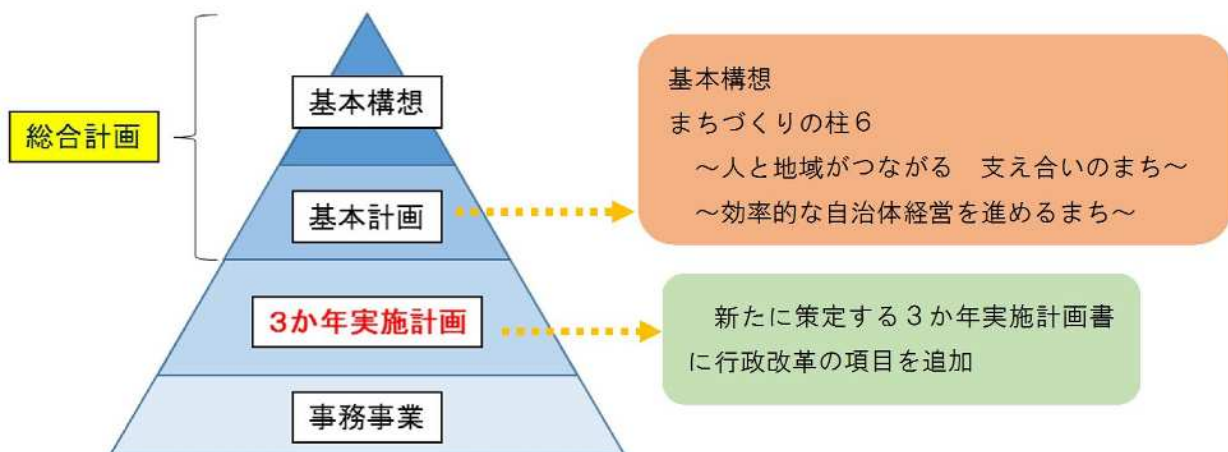 総合計画
基本構想
基本計画
3か年実施計画
事務事業
基本構想
まちづくりの柱６
　～人と地域がつながる　支え合いのまち～
　～効率的な自治体経営を進めるまち～
　新たに策定する３か年実施計画書
に行政改革の項目を追加